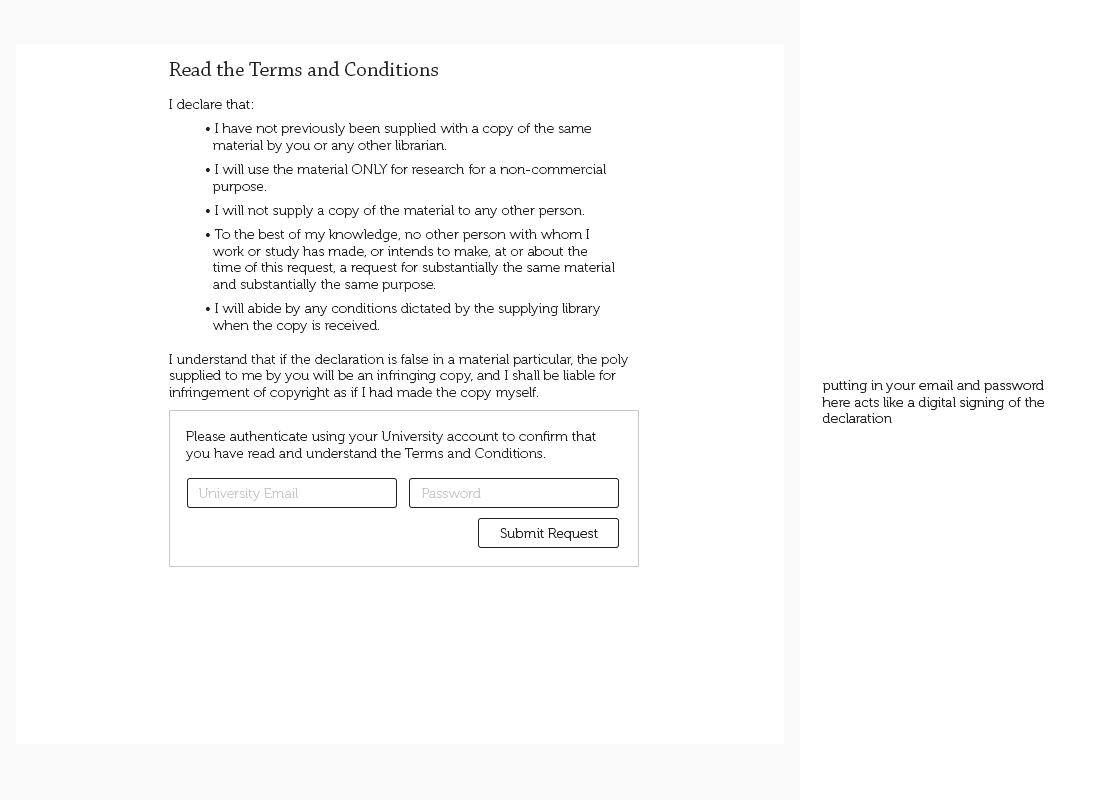 Read the Terms and Conditions
I declare that:
• I have not previously been supplied with a copy of the same
material by you or any other librarian.
• I will use the material ONLY for research for a non-commercial
purpose.
• I will not supply a copy of the material to any other person.
• To the best of my knowledge, no other person with whom I
work or study has made, or intends to make, at or about the
time of this request, a request for substantially the same material
and substantially the same purpose.
• I will abide by any conditions dictated by the supplying library
when the copy is received.
I understand that if the declaration is false in a material particular, the poly
supplied to me by you will be an infringing copy, and I shall be liable for
infringement of copyright as if I had made the copy myself.
Please authenticate using your University account to confirm that
you have read and understand the Terms and Conditions.
University Email
Password
Submit Request
putting in your email and password
here acts like a digital signing of the
declaration